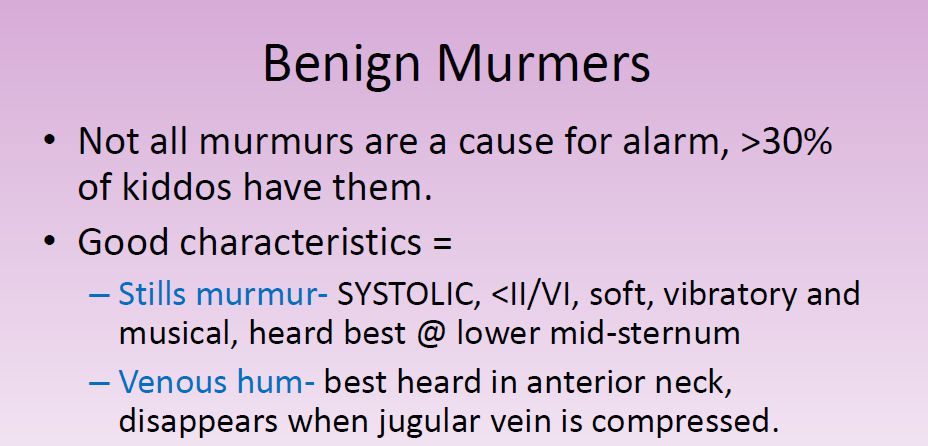 Benign Murmers
• Not all murmurs are a cause for alarm, >30%
of kiddos have them.
• Good characteristics =
– Stills murmur- SYSTOLIC, <II/VI, soft, vibratory and
musical, heard best @ lower mid-sternum
– Venous hum- best heard in anterior neck,
disappears when jugular vein is compressed.